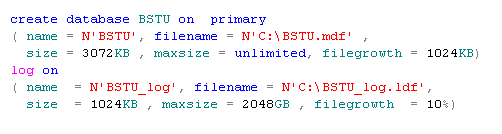 create database BSTU on  primary
( name = N'BSTU', filename = N'C:\BSTU.mdf' ,
  size = 3072KB , maxsize = unlimited, filegrowth = 1024KB)
log on
( name  = N'BSTU_log', filename = N'C:\BSTU_log.ldf',
  size  = 1024KB , maxsize = 2048GB , filegrowth  = 10%)